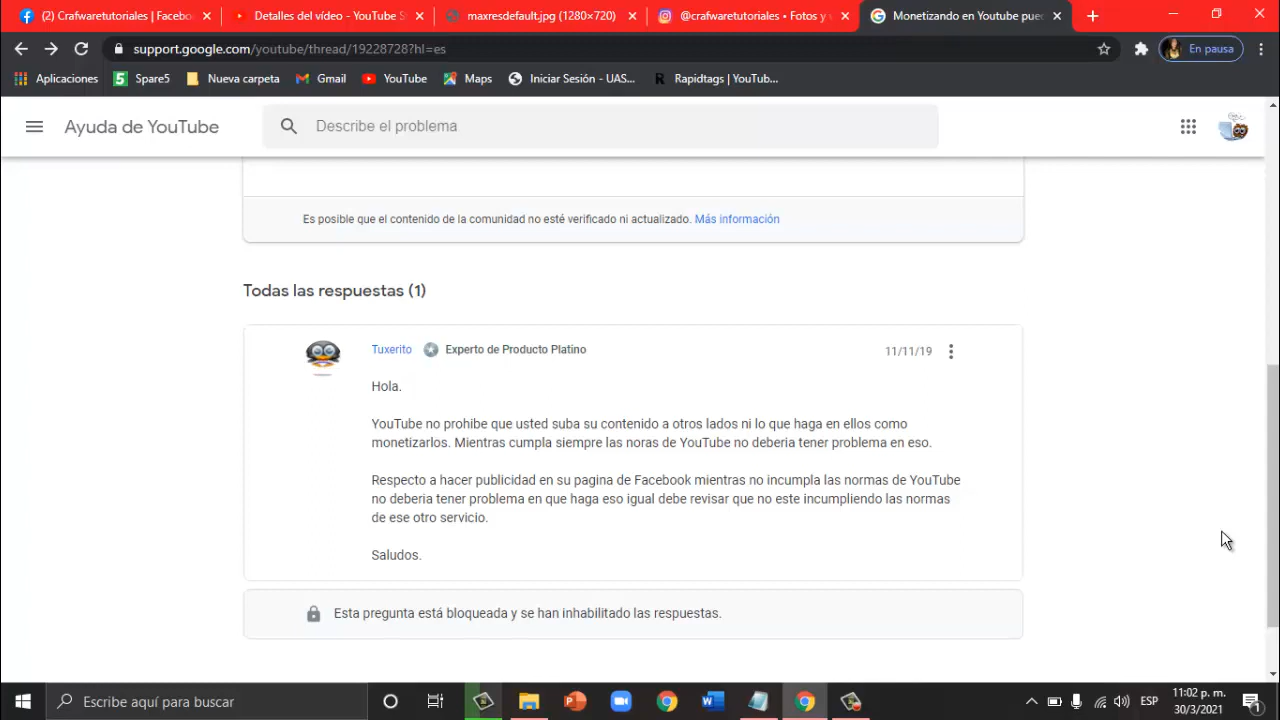 (2) Crafwaretutoriales | Facebo
Detalles del vídeo - YouTube S
maxresdefault.jpg (1280×720)
@crafwaretutoriales • Fotos y v
Monetizando en Youtube pued
support.google.com/youtube/thread/19228728?hl=es
En pausa
Aplicaciones
Spare5
Nueva carpeta
Gmail
YouTube
Maps
Iniciar Sesión - UAS...
Rapidtags | YouTub...
Ayuda de YouTube
Describe el problema
Es posible que el contenido de la comunidad no esté verificado ni actualizado. Más información
Todas las respuestas (1)
Tuxerito
Experto de Producto Platino
11/11/19
Hola.
YouTube no prohibe que usted suba su contenido a otros lados ni lo que haga en ellos como
monetizarlos. Mientras cumpla siempre las noras de YouTube no deberia tener problema en eso.
Respecto a hacer publicidad en su pagina de Facebook mientras no incumpla las normas de YouTube
no deberia tener problema en que haga eso igual debe revisar que no este incumpliendo las normas
de ese otro servicio.
Saludos.
Esta pregunta está bloqueada y se han inhabilitado las respuestas.
Escribe aquí para buscar
ESP
11:02 p. m.
30/3/2021